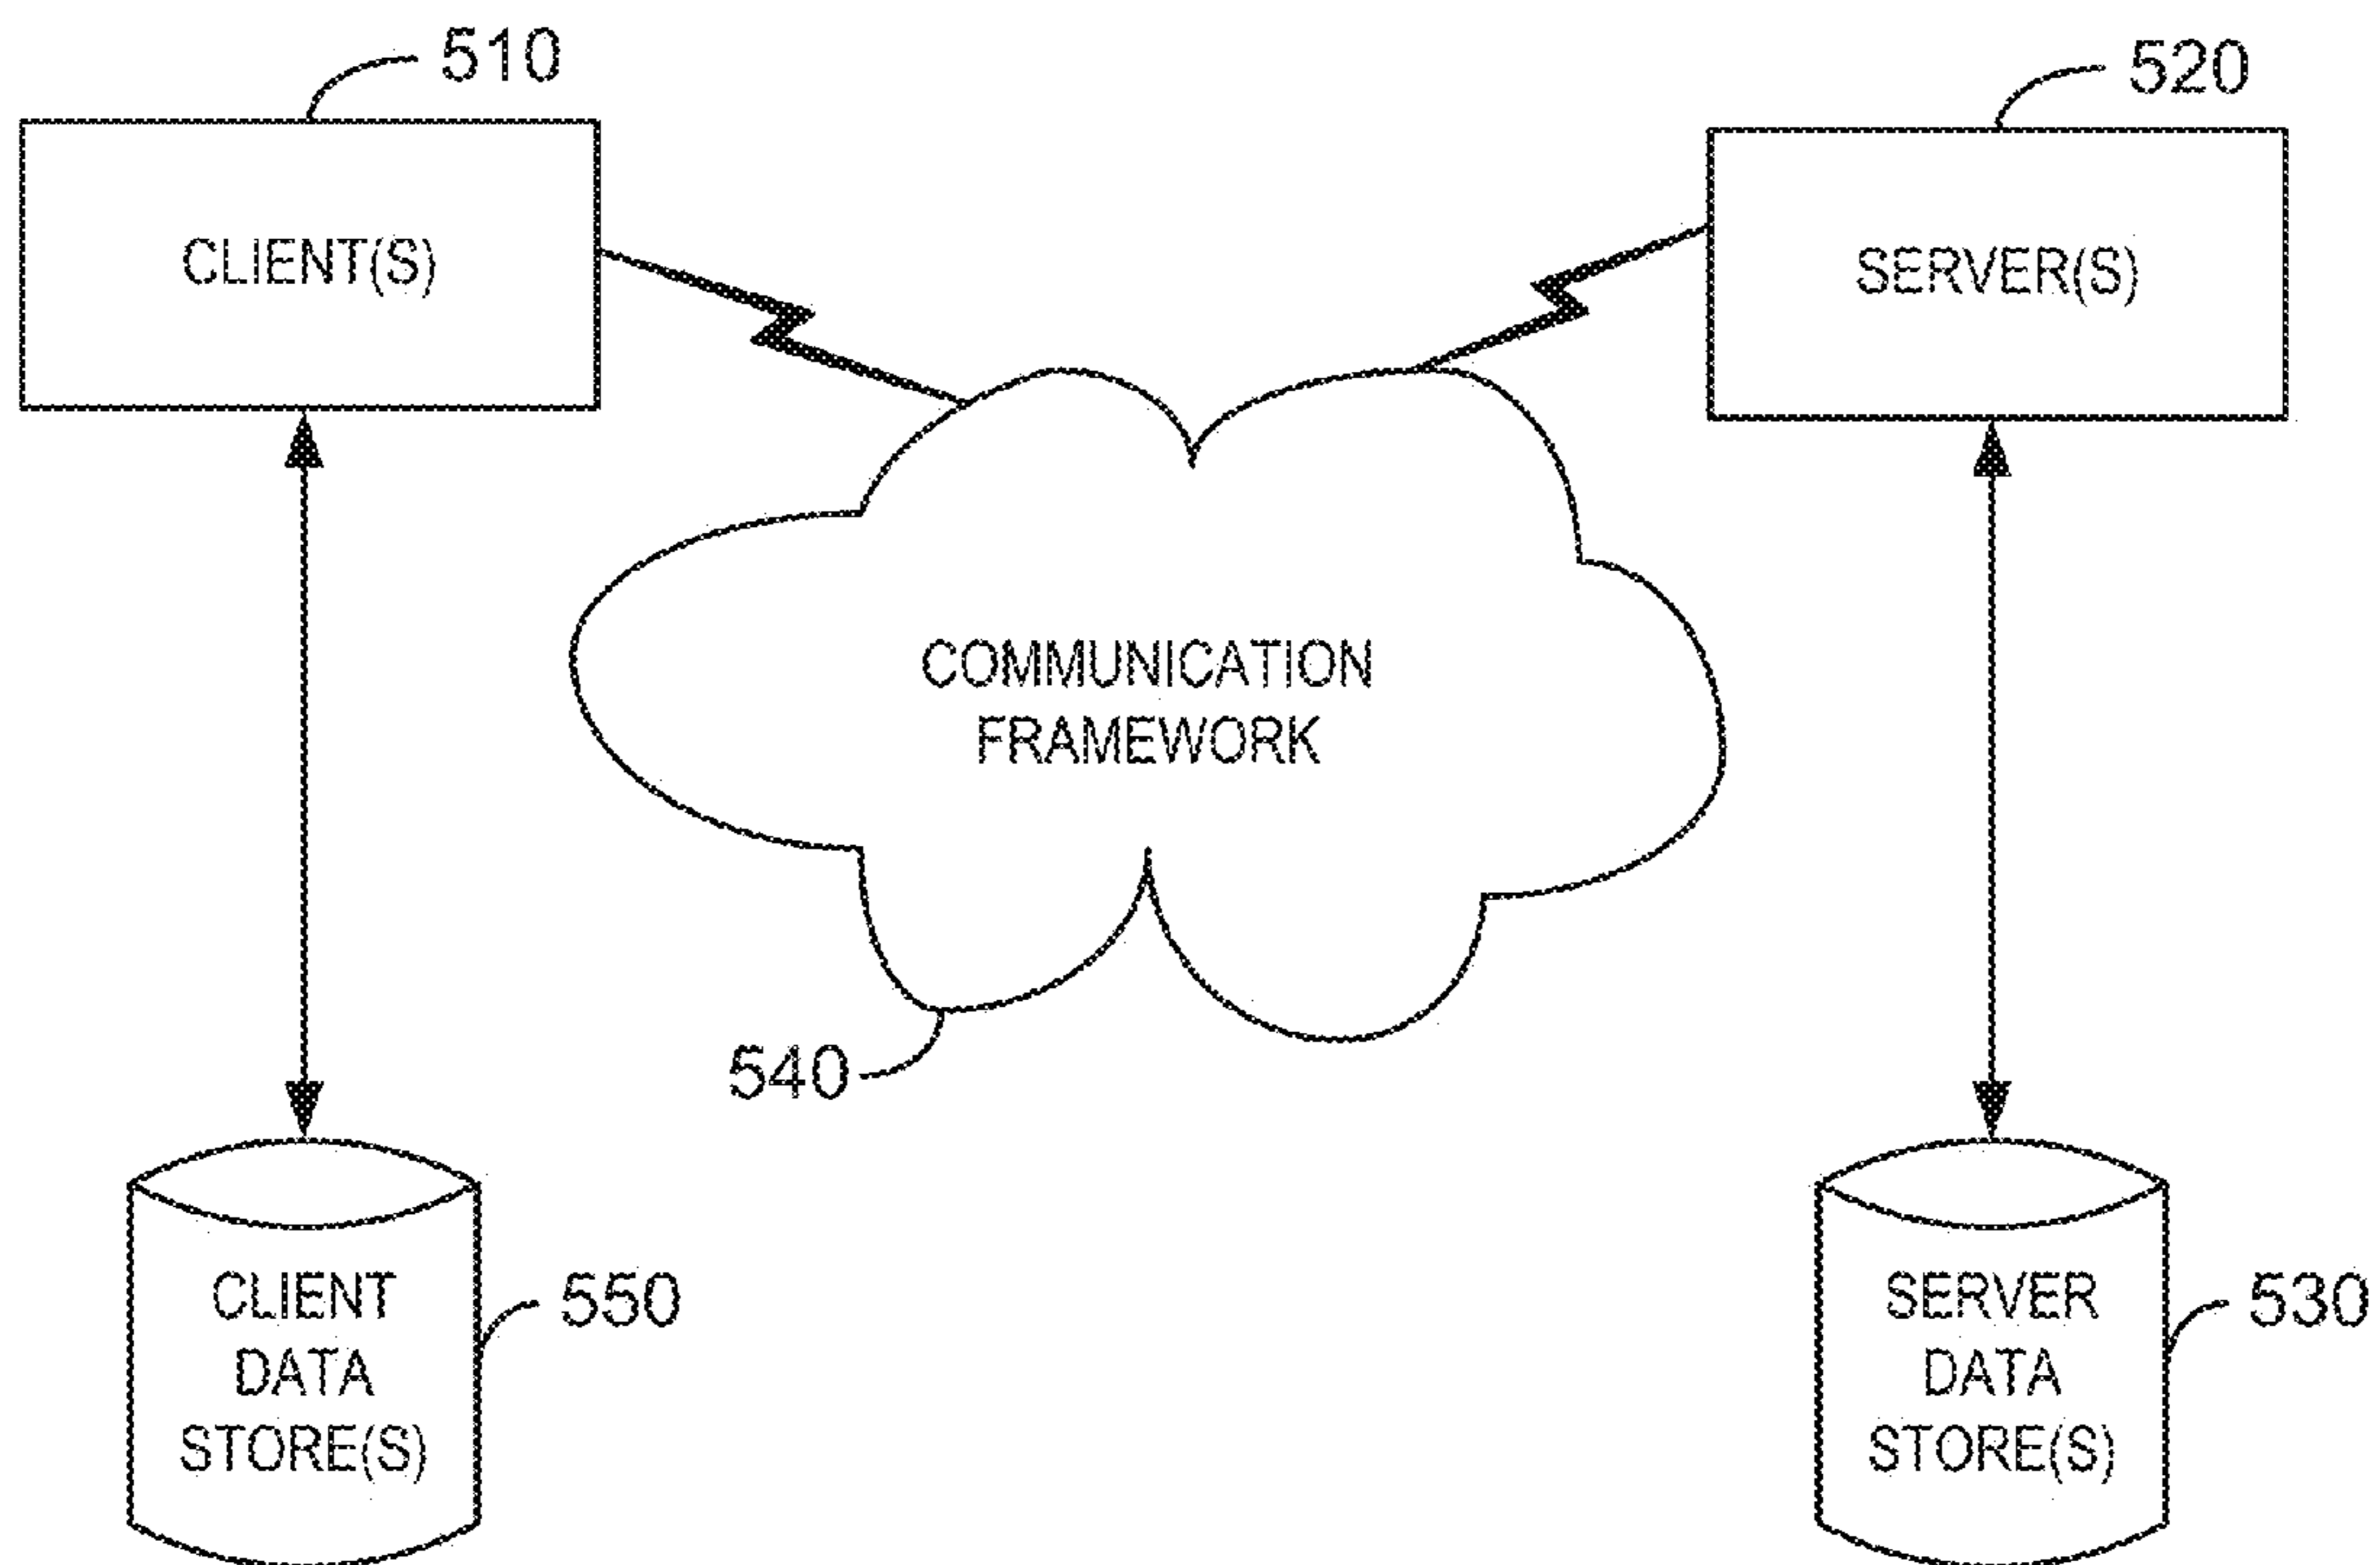 510
520
CLIENT(S)
SERVER(S)
COMMUNICATION
FRAMEWORK
540
CLIENT
DATA
STORE(S)
550
SERVER
DATA
STORE(S)
530